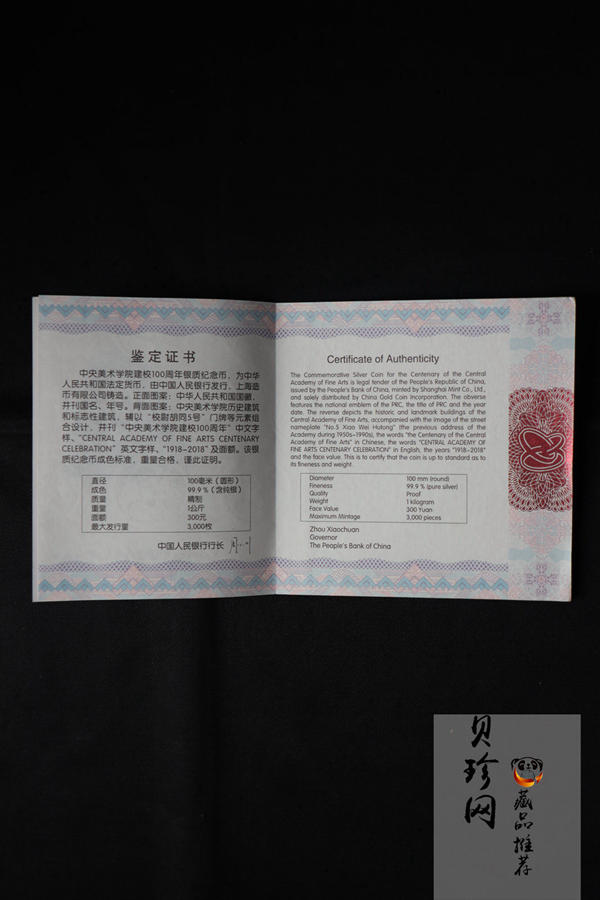 鉴定证书
中央美术学院建校100周年银质纪念币，为中华
人民共和国法定货币，由中国人民银行发行，上海造
币有限公司铸造。正面图案：中华人民共和国国徽，
并刊国名、年号。背面图案：中央美术学院历史建筑
和标志性建筑，辅以“校尉胡同5号”门牌等元素组
合设计，并刊“中央美术学院建校100周年”中文字
样、“CENTRAL ACADEMY OF FINE ARTS CENTENARY
CELEBRATION”英文字样、“1918-2018”及面额。该银
质纪念币成色标准，重量合格，谨此证明。
直径 100毫米（圆形）
成色 99.9％（含纯银）
质量 精制
重量 1公斤
面额 300元
最大发行量 3,000枚
中国人民银行行长
Certificate of Authenticity
The Commemorative Silver Coin for the Centenary of the Central
Academy of Fine Arts is legal tender of the People's Republic of China,
issued by the People's Bank of China, minted by Shanghai Mint Co., Ltd.,
and solely distributed by China Gold Coin Incorporation. The obverse
features the national emblem of the PRC, the title of PRC and the year
date. The reverse depicts the historic and landmark buildings of the
Central Academy of Fine Arts, accompanied with the image of the street
nameplate "No.5 Xiao Wei Hutong" the previous address of the
Academy during 1950s-1990s), the words "the Centenary of the Central
Academy of Fine Arts" in Chinese, the words "CENTRAL ACADEMY OF
FINE ARTS CENTENARY CELEBRATION" in English, the years "1918-2018"
and the face value. This is to certify that the coin is up to standard as to
its fineness and weight.
Diameter 100 mm (round)
Fineness 99.9 % (pure silver)
Quality Proof
Weight 1 kilogram
Face Value 300 Yuan
Maximum Mintage 3,000 pieces
Zhou Xiaochuan
Governor
The People's Bank of China
贝珍网
藏品推荐